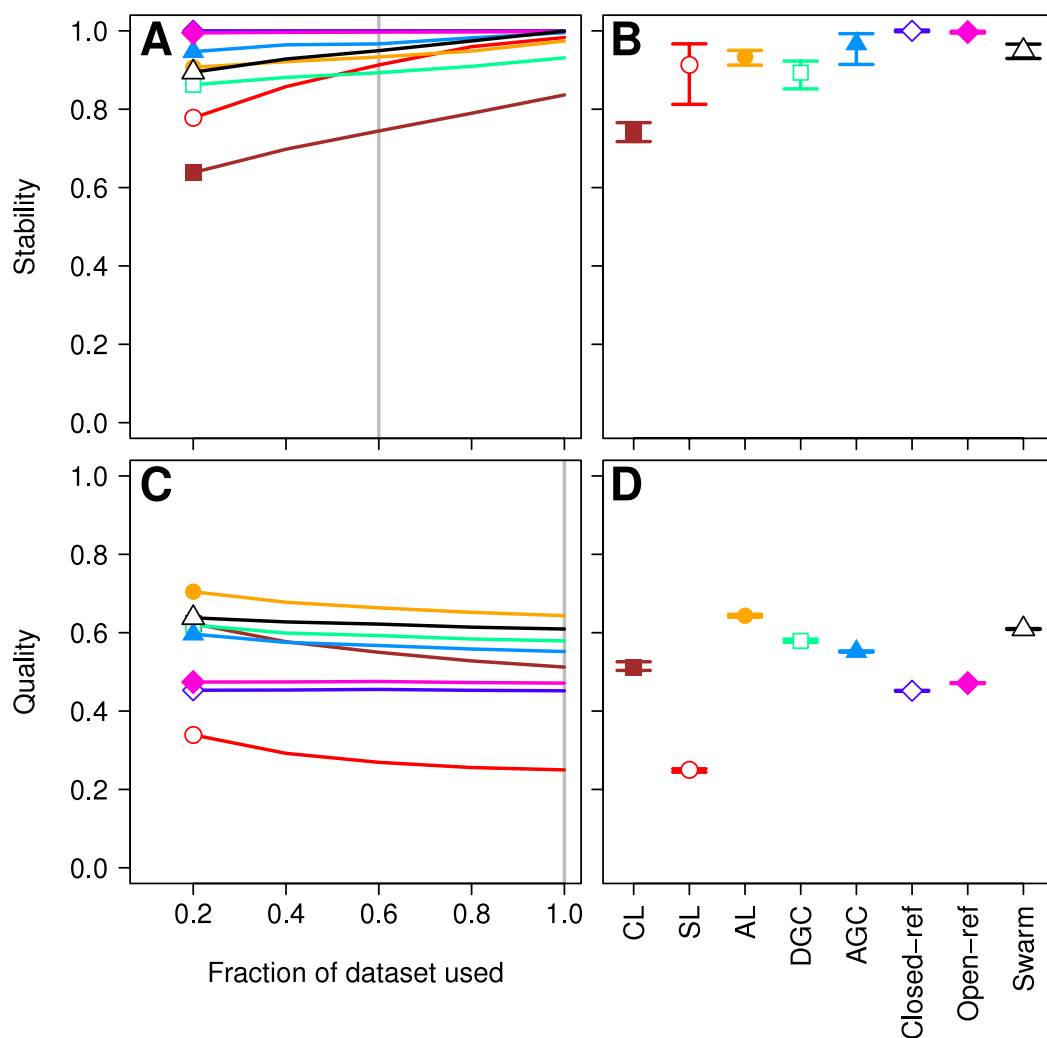 A
B
Stability
1.0
0.8
0.6
0.4
0.2
0.0
C
D
Quality
1.0
0.8
0.6
0.4
0.2
0.0
0.2 0.4 0.6 0.8 1.0
Fraction of dataset used
CL
SL
AL
DGC
AGC
Closed-ref
Open-ref
Swarm